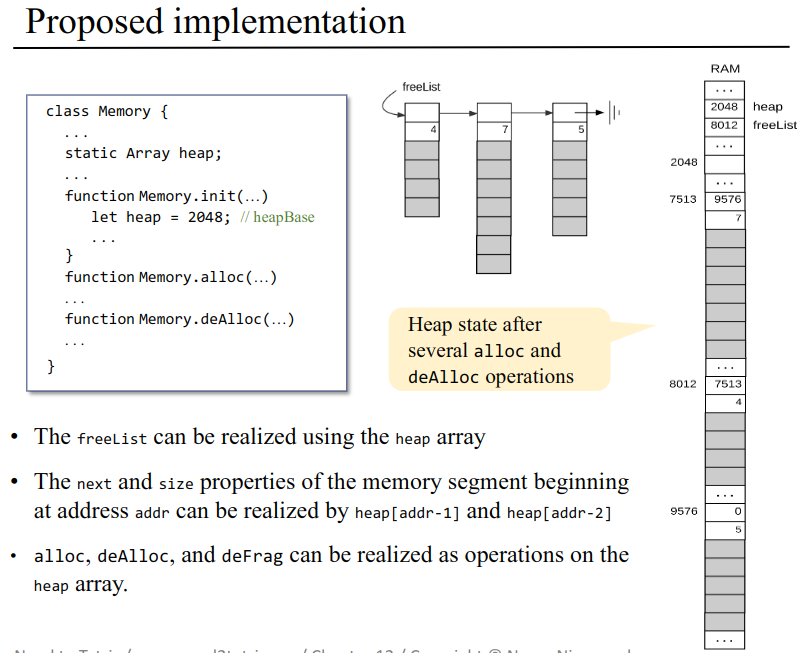 Proposed implementation
class Memory {
...
static Array heap;
...
function Memory.init(...)
let heap = 2048; // heapBase
...
}
function Memory.alloc(...)
...
function Memory.deAlloc(...)
...
}
freeList
4
7
5
Heap state after
several alloc and
deAlloc operations
RAM
...
2048 heap
8012 freeList
...
2048
...
7513 9576
7
...
8012 7513
4
...
9576 0
5
...
• The freeList can be realized using the heap array
• The next and size properties of the memory segment beginning
at address addr can be realized by heap[addr-1] and heap[addr-2]
• alloc, deAlloc, and deFrag can be realized as operations on the
heap array.